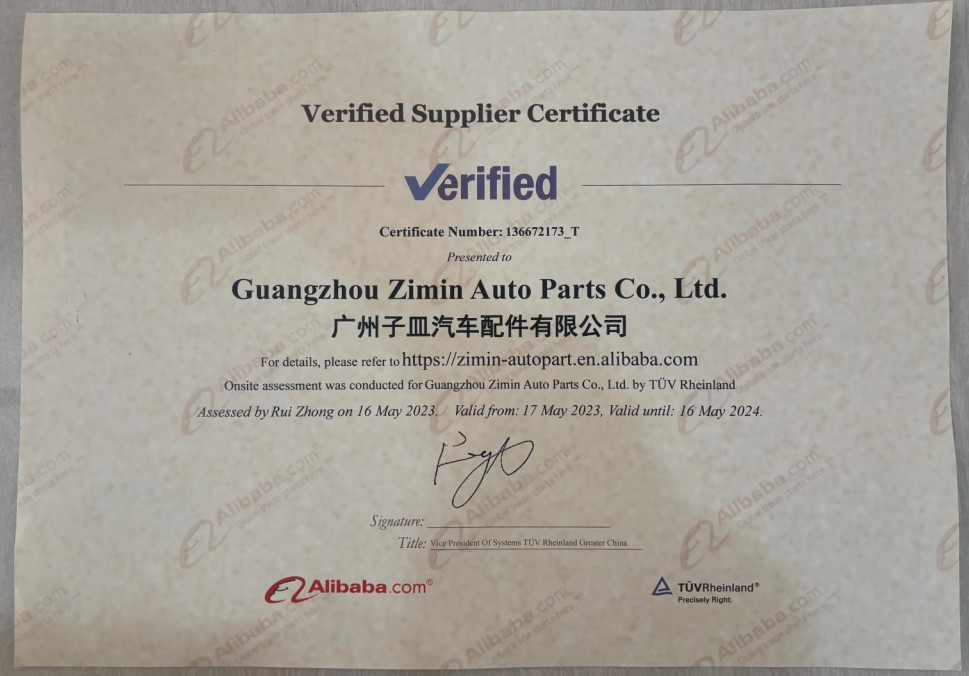 Verified Supplier Certificate
Verified
Certificate Number: 136672173_T
Presented to
Guangzhou Zimin Auto Parts Co., Ltd.
广州子皿汽车配件有限公司
For details, please refer to https://zimin-autopart.en.alibaba.com
Onsite assessment was conducted for Guangzhou Zimin Auto Parts Co., Ltd. by TÜV Rheinland
Assessed by Rui Zhong on 16 May 2023. Valid from: 17 May 2023, Valid until: 16 May 2024.
Signature:
Title: Vice President Of Systems TÜV Rheinland Greater China
Alibaba.com®
TÜVRheinland®
Precisely Right.